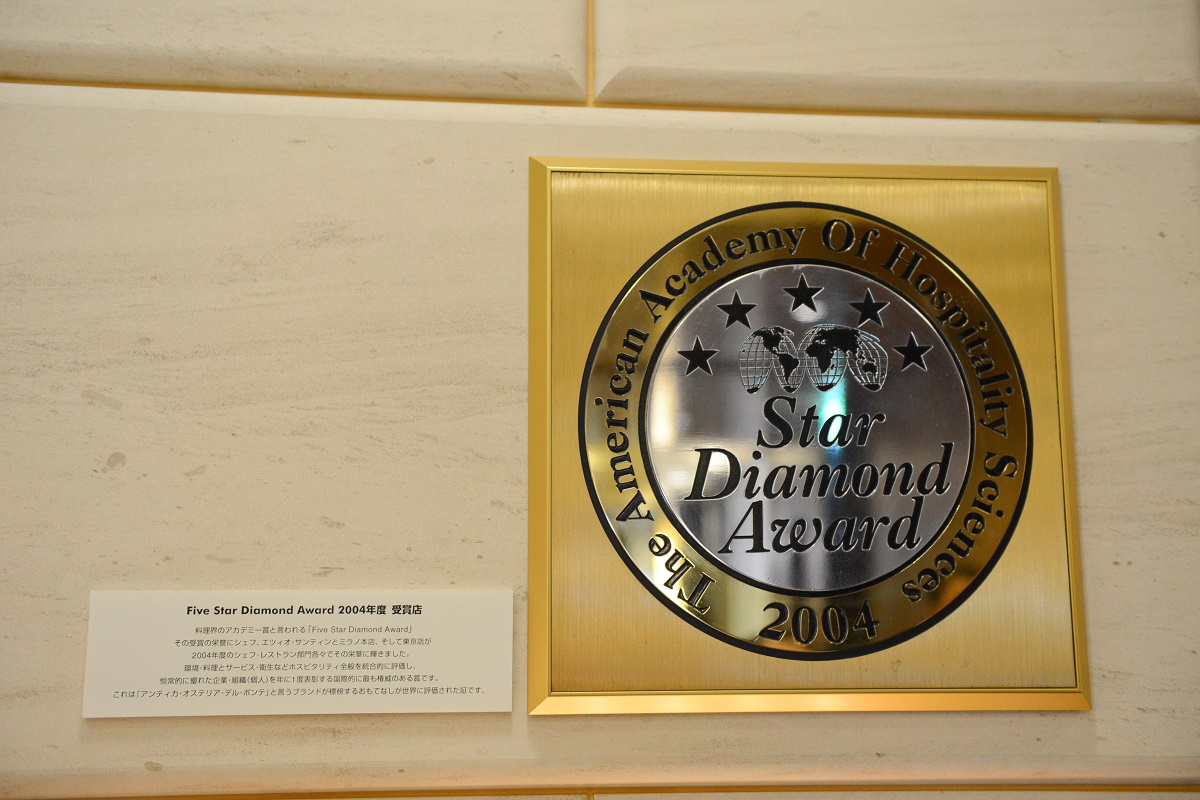 Five Star Diamond Award 2004年度 受賞店
料理界のアカデミー賞と言われる「Five Star Diamond Award」
その受賞の栄誉にシェフ、エツィオ・サンティンとミラノ本店、そして東京店が
2004年度のシェフ・レストラン部門各々でその栄華に輝きました。
環境・料理とサービス・衛生などホスピタリティ全般を統合的に評価し、
恒常的に優れた企業・組織(個人)を年に1度表彰する国際的に最も権威のある賞です。
これは「アンティカ・オステリア・デル・ポンテ」と言うブランドが標榜するおもてなしが世界に評価された証です。
The American Academy Of Hospitality Sciences
Star
Diamond
Award
2004